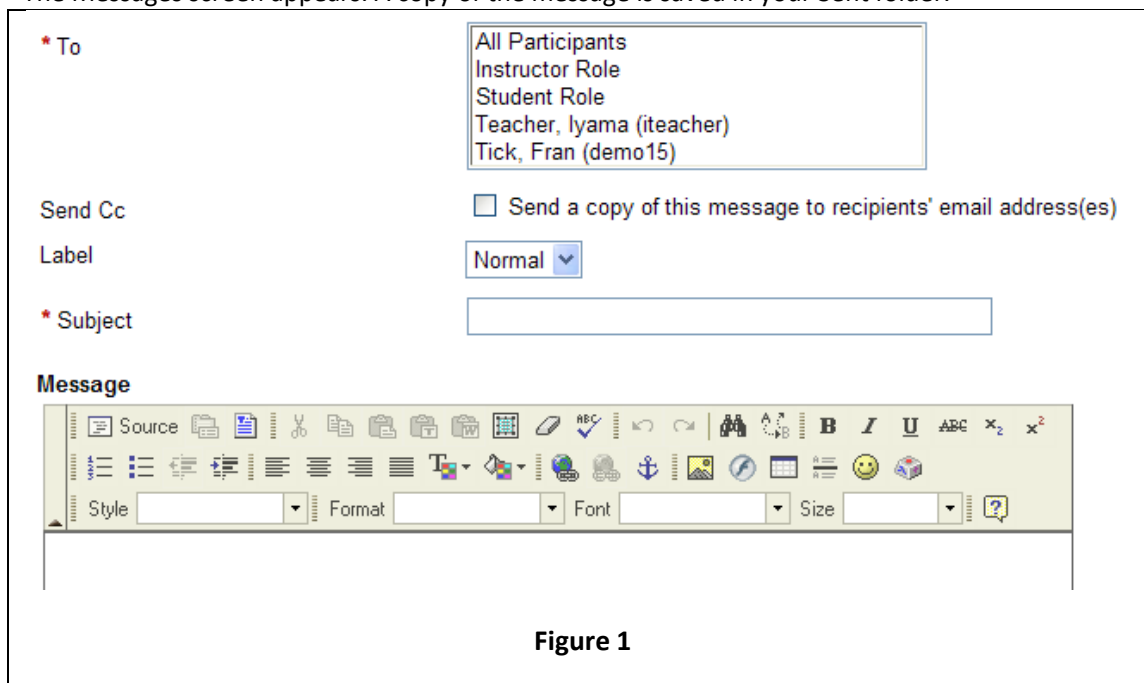 The Messages screen appears. A copy of the message is saved in your Sent folder.
* To
All Participants
Instructor Role
Student Role
Teacher, Iyama (iteacher)
Tick, Fran (demo15)
Send Cc
Send a copy of this message to recipients' email address(es)
Label
Normal
* Subject
Message
Source ABC B I U ABC x₂ x²
Style Format Font Size
Figure 1